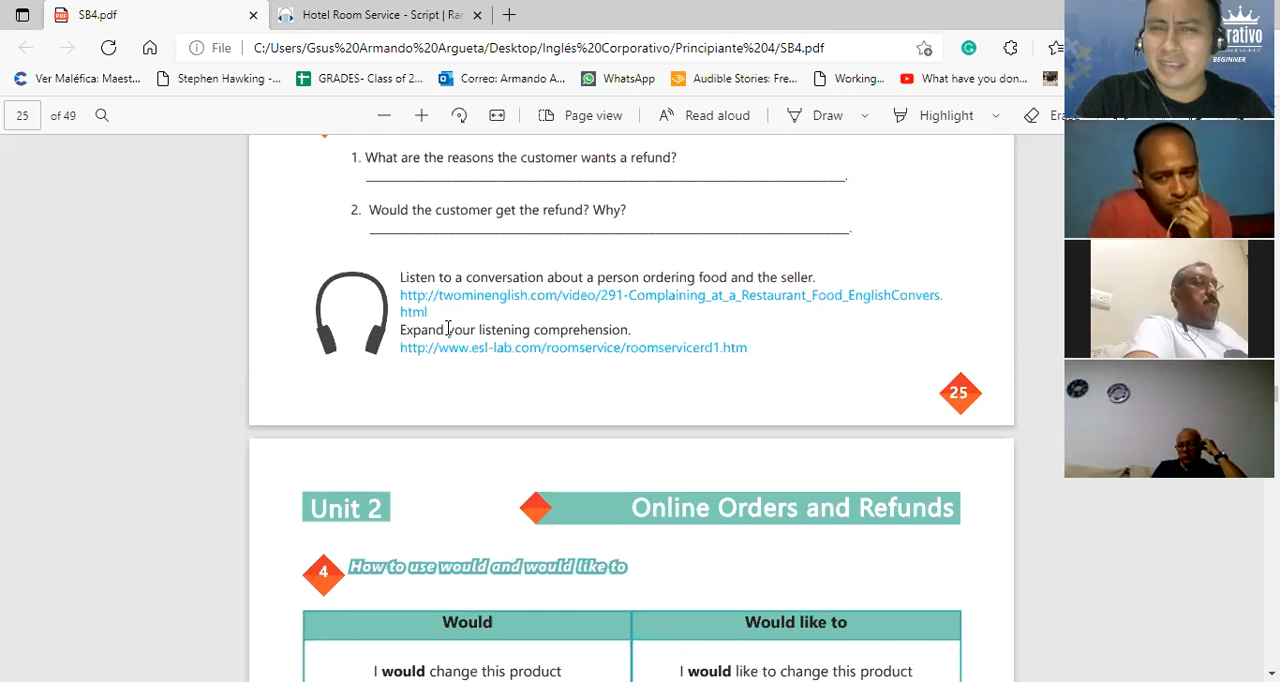 SB4.pdf
Hotel Room Service - Script | Rar
File
C:/Users/Gsus%20Armando%20Argueta/Desktop/Inglés%20Corporativo/Principiante%204/SB4.pdf
Ver Maléfica: Maest...
Stephen Hawking -...
GRADES- Class of 2...
Correo: Armando A...
WhatsApp
Audible Stories: Fre...
Working...
What have you don...
25
of 49
Page view
Read aloud
Draw
Highlight
rativo
BEGINNER
1. What are the reasons the customer wants a refund?
2. Would the customer get the refund? Why?
Listen to a conversation about a person ordering food and the seller.
http://twominenglish.com/video/291-Complaining_at_a_Restaurant_Food_EnglishConvers.
html
Expand your listening comprehension.
http://www.esl-lab.com/roomservice/roomservicerd1.htm
25
Unit 2
Online Orders and Refunds
4
How to use would and would like to
Would
Would like to
I would change this product
I would like to change this product